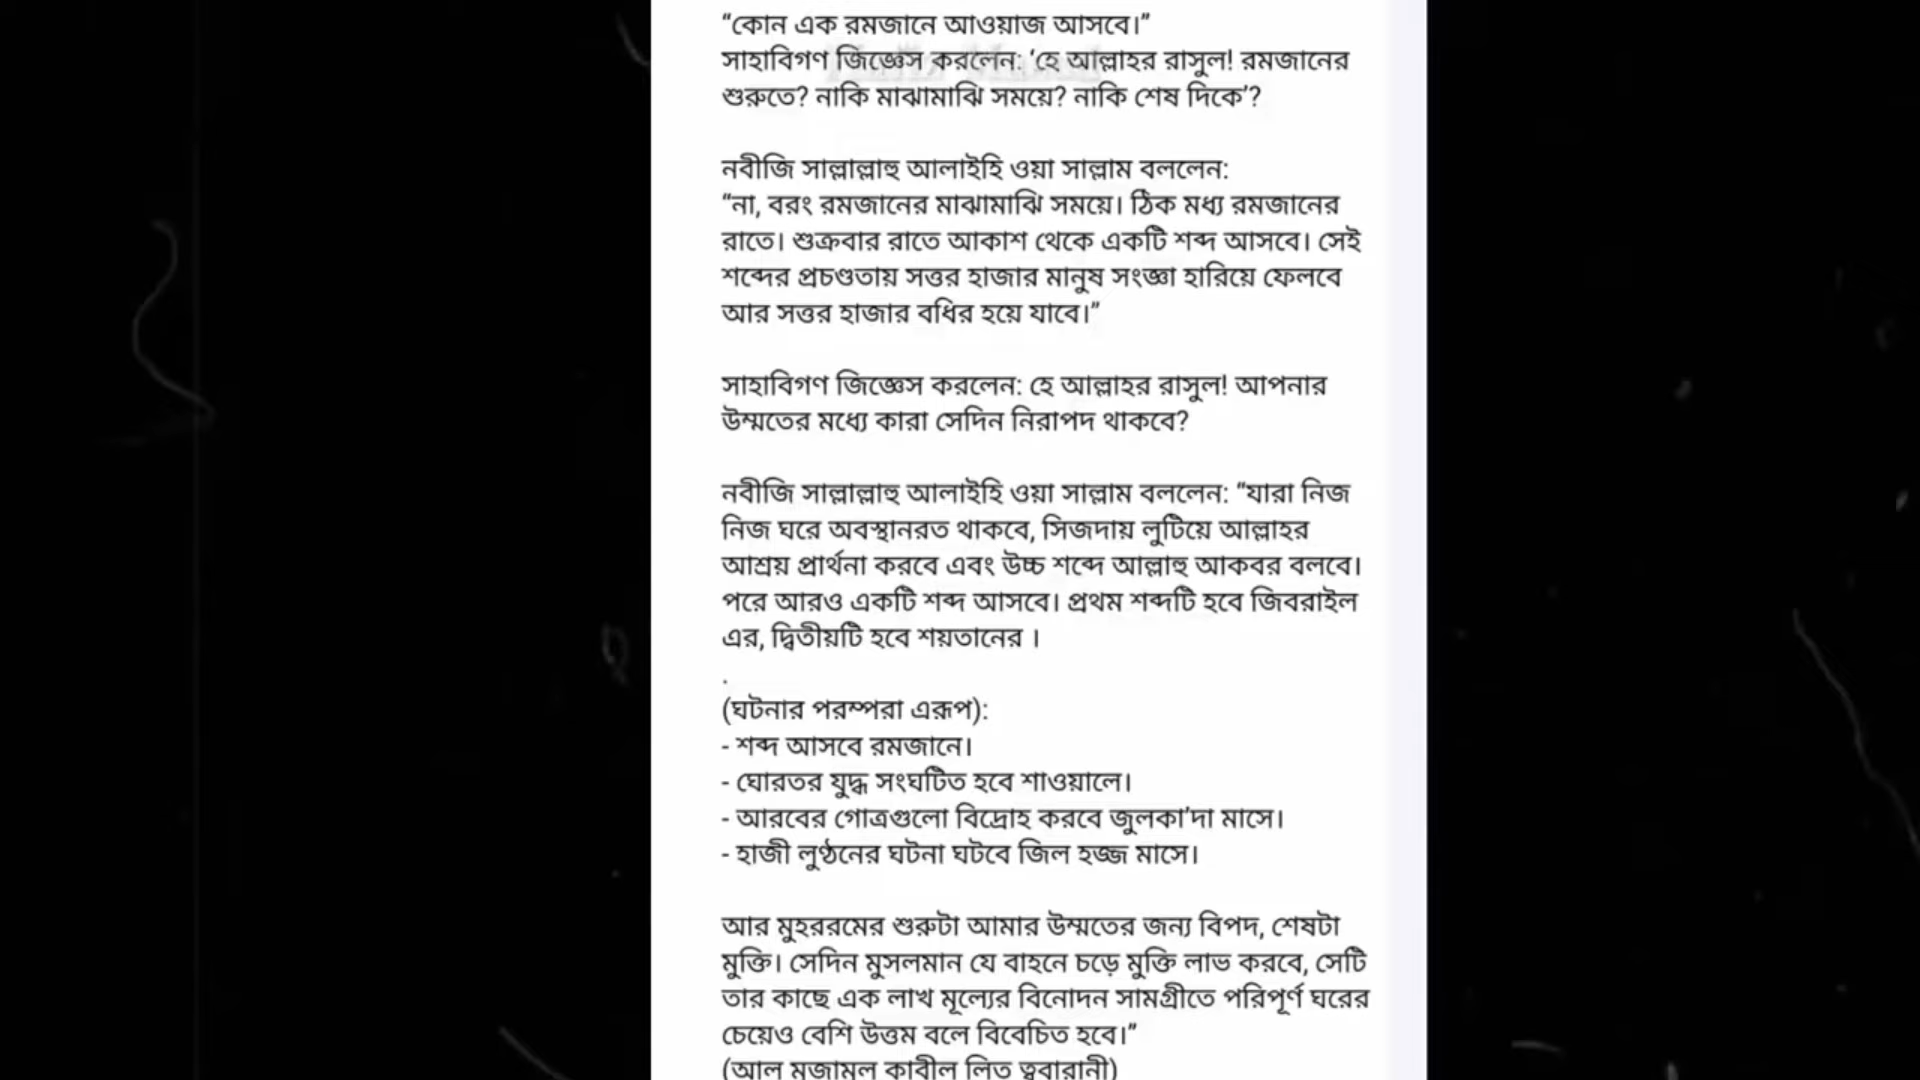 “কোন এক রমজানে আওয়াজ আসবে।”
সাহাবিগণ জিজ্ঞেস করলেন: ‘হে আল্লাহর রাসুল! রমজানের
শুরুতে? নাকি মাঝামাঝি সময়ে? নাকি শেষ দিকে’?
নবীজি সাল্লাল্লাহু আলাইহি ওয়া সাল্লাম বললেন:
“না, বরং রমজানের মাঝামাঝি সময়ে। ঠিক মধ্য রমজানের
রাতে। শুক্রবার রাতে আকাশ থেকে একটি শব্দ আসবে। সেই
শব্দের প্রচণ্ডতায় সত্তর হাজার মানুষ সংজ্ঞা হারিয়ে ফেলবে
আর সত্তর হাজার বধির হয়ে যাবে।”
সাহাবিগণ জিজ্ঞেস করলেন: হে আল্লাহর রাসুল! আপনার
উম্মতের মধ্যে কারা সেদিন নিরাপদ থাকবে?
নবীজি সাল্লাল্লাহু আলাইহি ওয়া সাল্লাম বললেন: “যারা নিজ
নিজ ঘরে অবস্থানরত থাকবে, সিজদায় লুটিয়ে আল্লাহর
আশ্রয় প্রার্থনা করবে এবং উচ্চ শব্দে আল্লাহু আকবর বলবে।
পরে আরও একটি শব্দ আসবে। প্রথম শব্দটি হবে জিবরাইল
এর, দ্বিতীয়টি হবে শয়তানের ।
.
(ঘটনার পরম্পরা এরূপ):
- শব্দ আসবে রমজানে।
- ঘোরতর যুদ্ধ সংঘটিত হবে শাওয়ালে।
- আরবের গোত্রগুলো বিদ্রোহ করবে জুলকা’দা মাসে।
- হাজী লুণ্ঠনের ঘটনা ঘটবে জিল হজ্জ মাসে।
আর মুহররমের শুরুটা আমার উম্মতের জন্য বিপদ, শেষটা
মুক্তি। সেদিন মুসলমান যে বাহনে চড়ে মুক্তি লাভ করবে, সেটি
তার কাছে এক লাখ মূল্যের বিনোদন সামগ্রীতে পরিপূর্ণ ঘরের
চেয়েও বেশি উত্তম বলে বিবেচিত হবে।”
(আল মুজামুল কাবীল লিত ত্ববারানী)